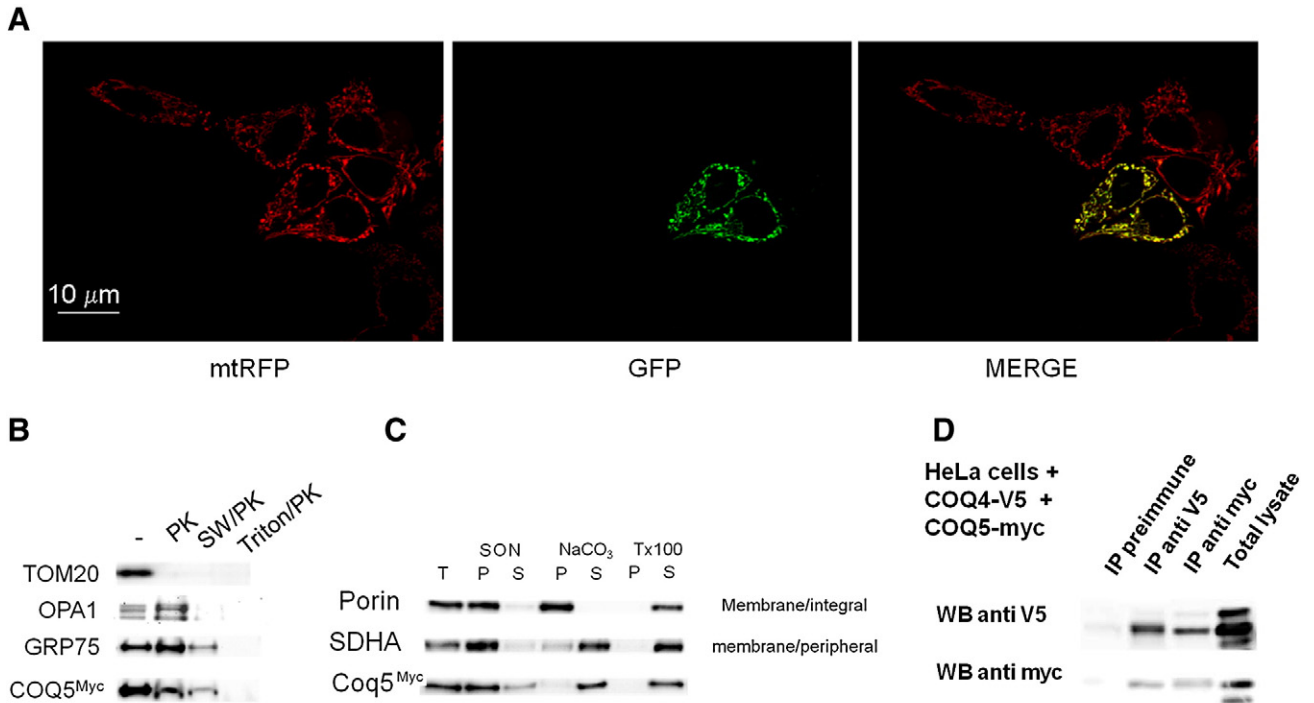 A
10 μm
mtRFP
GFP
MERGE
B
- PK SW/PK Triton/PK
TOM20
OPA1
GRP75
COQ5Myc
C
SON NaCO3 Tx100
T P S P S P S
Porin Membrane/integral
SDHA membrane/peripheral
Coq5Myc
D
HeLa cells +
COQ4-V5 +
COQ5-myc
IP preimmune
IP anti V5
IP anti myc
Total lysate
WB anti V5
WB anti myc